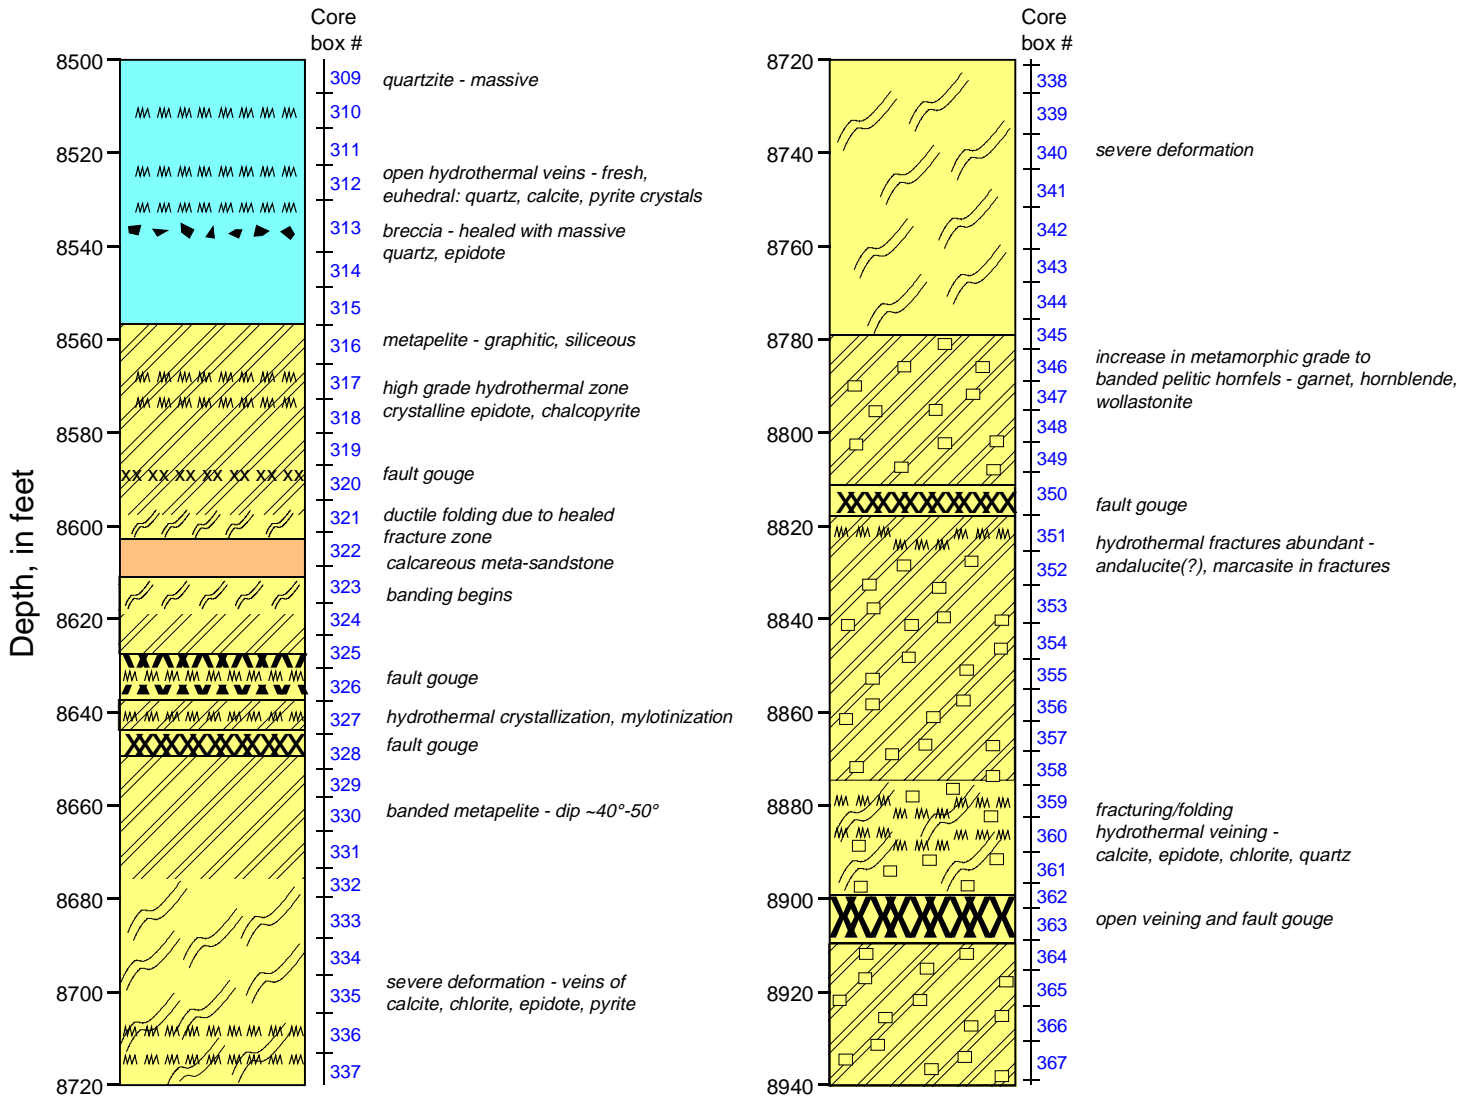 Core
box #
8500
309
quartzite - massive
310
8520
311
312
open hydrothermal veins - fresh,
euhedral: quartz, calcite, pyrite crystals
313
breccia - healed with massive
quartz, epidote
8540
314
315
8560
316
metapelite - graphitic, siliceous
317
high grade hydrothermal zone
crystalline epidote, chalcopyrite
318
8580
319
320
fault gouge
321
ductile folding due to healed
fracture zone
8600
322
calcareous meta-sandstone
323
banding begins
8620
324
325
326
fault gouge
8640
327
hydrothermal crystallization, mylotinization
328
fault gouge
329
8660
330
banded metapelite - dip ~40°-50°
331
332
8680
333
334
8700
335
severe deformation - veins of
calcite, chlorite, epidote, pyrite
336
337
8720
Depth, in feet
Core
box #
8720
338
339
8740
340
severe deformation
341
342
8760
343
344
8780
345
346
increase in metamorphic grade to
banded pelitic hornfels - garnet, hornblende,
wollastonite
347
8800
348
349
350
fault gouge
8820
351
hydrothermal fractures abundant -
andalucite(?), marcasite in fractures
352
353
8840
354
355
8860
356
357
358
8880
359
fracturing/folding
hydrothermal veining -
calcite, epidote, chlorite, quartz
360
361
8900
362
363
open veining and fault gouge
364
8920
365
366
367
8940